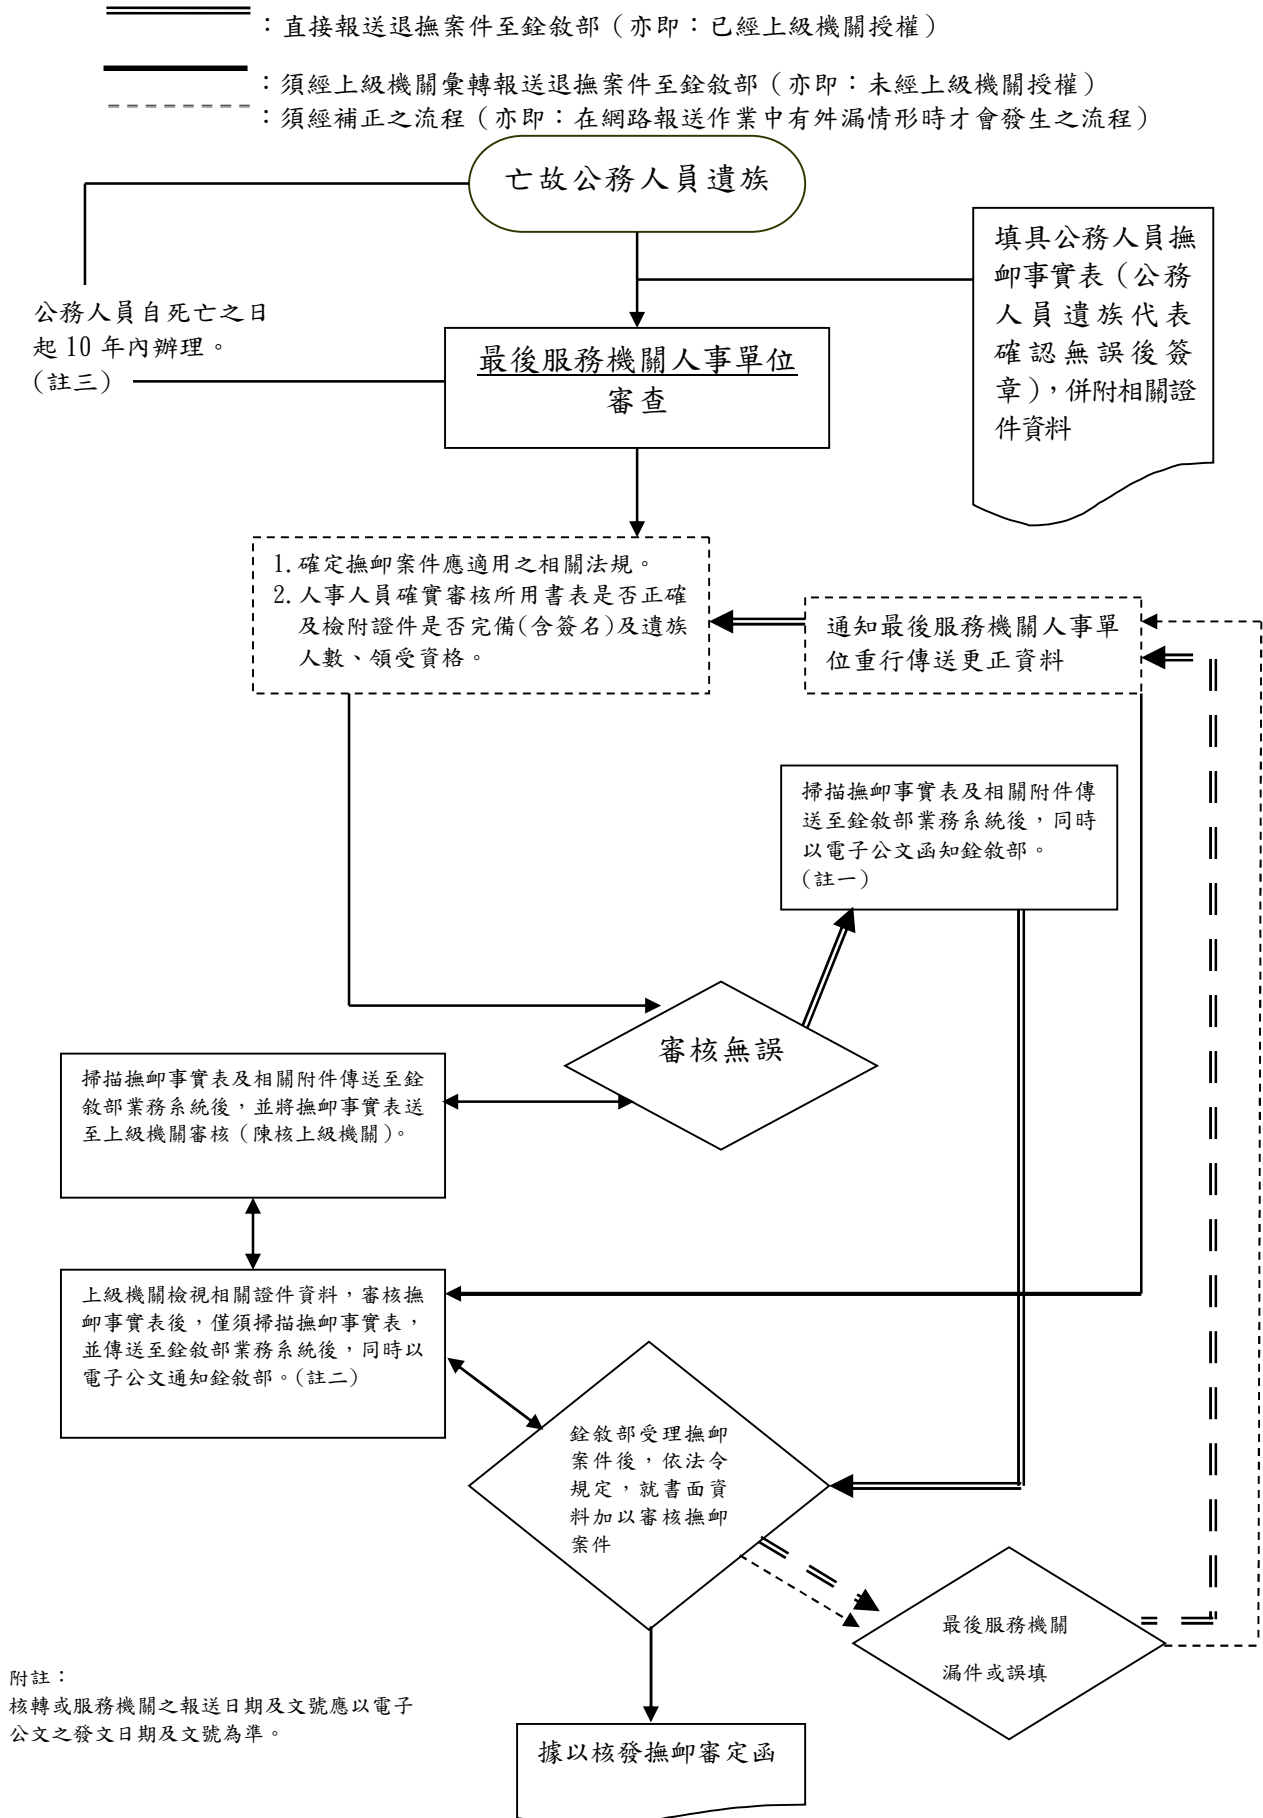 ：直接報送退撫案件至銓敘部（亦即：已經上級機關授權）
：須經上級機關彙轉報送退撫案件至銓敘部（亦即：未經上級機關授權）
：須經補正之流程（亦即：在網路報送作業中有舛漏情形時才會發生之流程）
亡故公務人員遺族
填具公務人員撫
卹事實表（公務
人員遺族代表
確認無誤後簽
章），併附相關證
件資料
公務人員自死亡之日
起 10 年內辦理。
（註三）
最後服務機關人事單位
審查
1. 確定撫卹案件應適用之相關法規。
2. 人事人員確實審核所用書表是否正確
及檢附證件是否完備(含簽名)及遺族
人數、領受資格。
通知最後服務機關人事單
位重行傳送更正資料
掃描撫卹事實表及相關附件傳
送至銓敘部業務系統後，同時
以電子公文函知銓敘部。
（註一）
審核無誤
掃描撫卹事實表及相關附件傳送至銓
敘部業務系統後，並將撫卹事實表送
至上級機關審核（陳核上級機關）。
上級機關檢視相關證件資料，審核撫
卹事實表後，僅須掃描撫卹事實表，
並傳送至銓敘部業務系統後，同時以
電子公文通知銓敘部。(註二)
銓敘部受理撫卹
案件後，依法令
規定，就書面資
料加以審核撫卹
案件
最後服務機關
漏件或誤填
附註：
核轉或服務機關之報送日期及文號應以電子
公文之發文日期及文號為準。
據以核發撫卹審定函